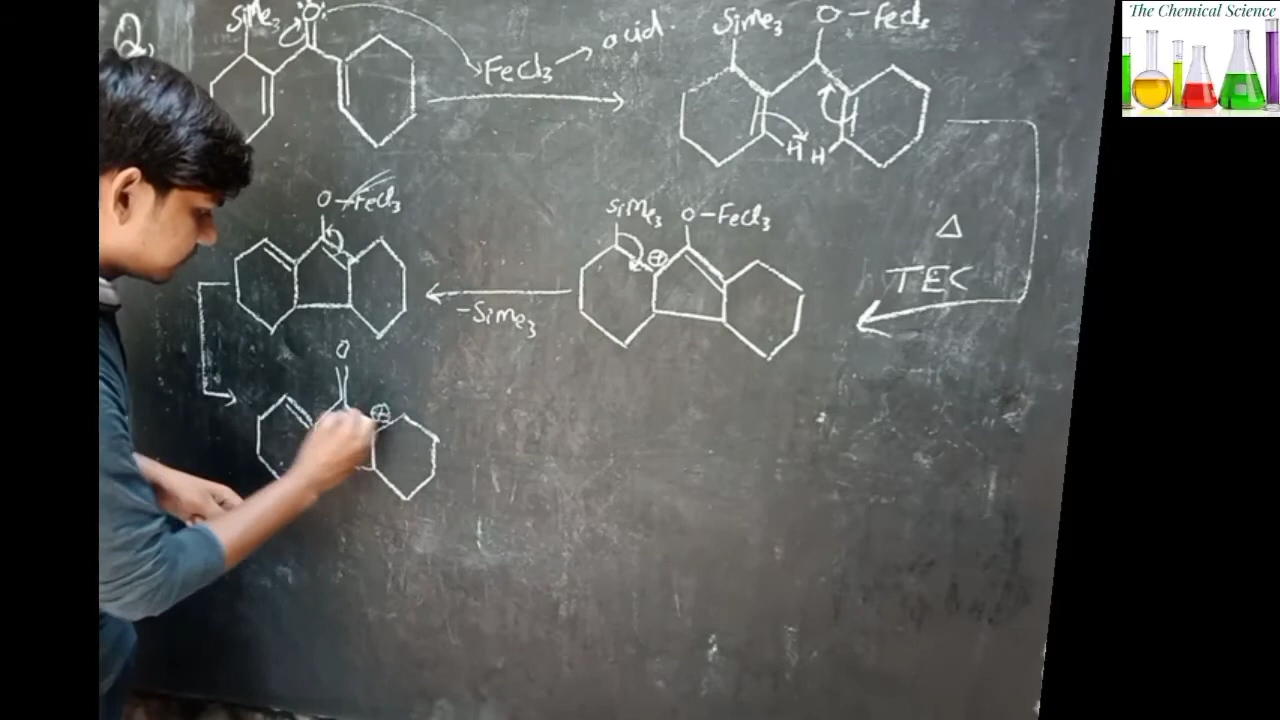 The Chemical Science
Q,
SiMe3
:O:
FeCl3
acid.
SiMe3
O-FeCl3
H H
Δ
TEC
SiMe3
O-FeCl3
⊕
-SiMe3
O-FeCl3
O
⊕